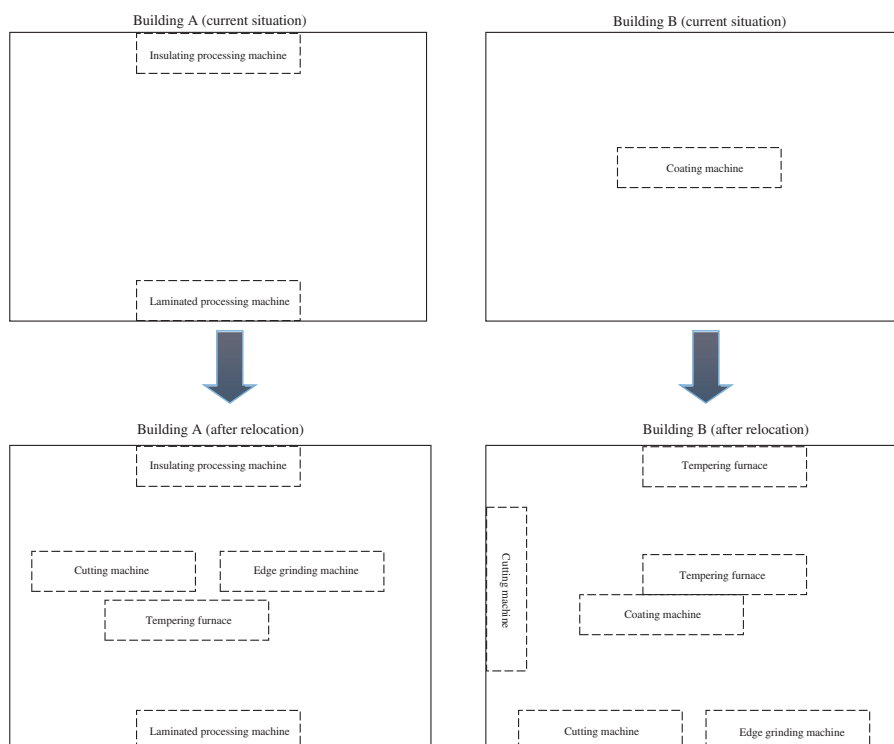 Building A (current situation)
Insulating processing machine
Laminated processing machine
Building B (current situation)
Coating machine
Building A (after relocation)
Insulating processing machine
Cutting machine
Edge grinding machine
Tempering furnace
Laminated processing machine
Building B (after relocation)
Tempering furnace
Cutting machine
Tempering furnace
Coating machine
Cutting machine
Edge grinding machine